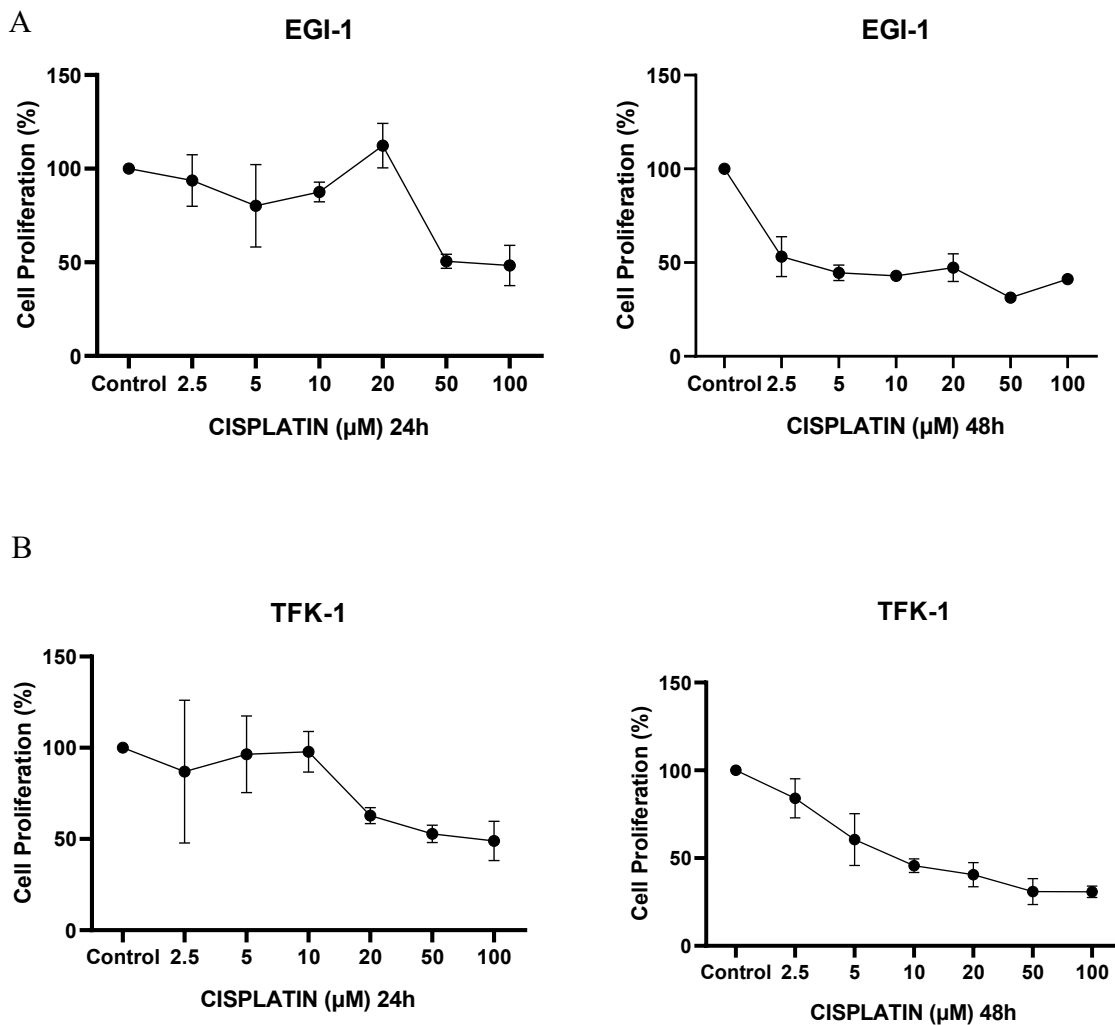 A
EGI-1
Cell Proliferation (%)
150
100
50
0
Control 2.5 5 10 20 50 100
CISPLATIN (µM) 24h
EGI-1
Cell Proliferation (%)
150
100
50
0
Control 2.5 5 10 20 50 100
CISPLATIN (µM) 48h
B
TFK-1
Cell Proliferation (%)
150
100
50
0
Control 2.5 5 10 20 50 100
CISPLATIN (µM) 24h
TFK-1
Cell Proliferation (%)
150
100
50
0
Control 2.5 5 10 20 50 100
CISPLATIN (µM) 48h